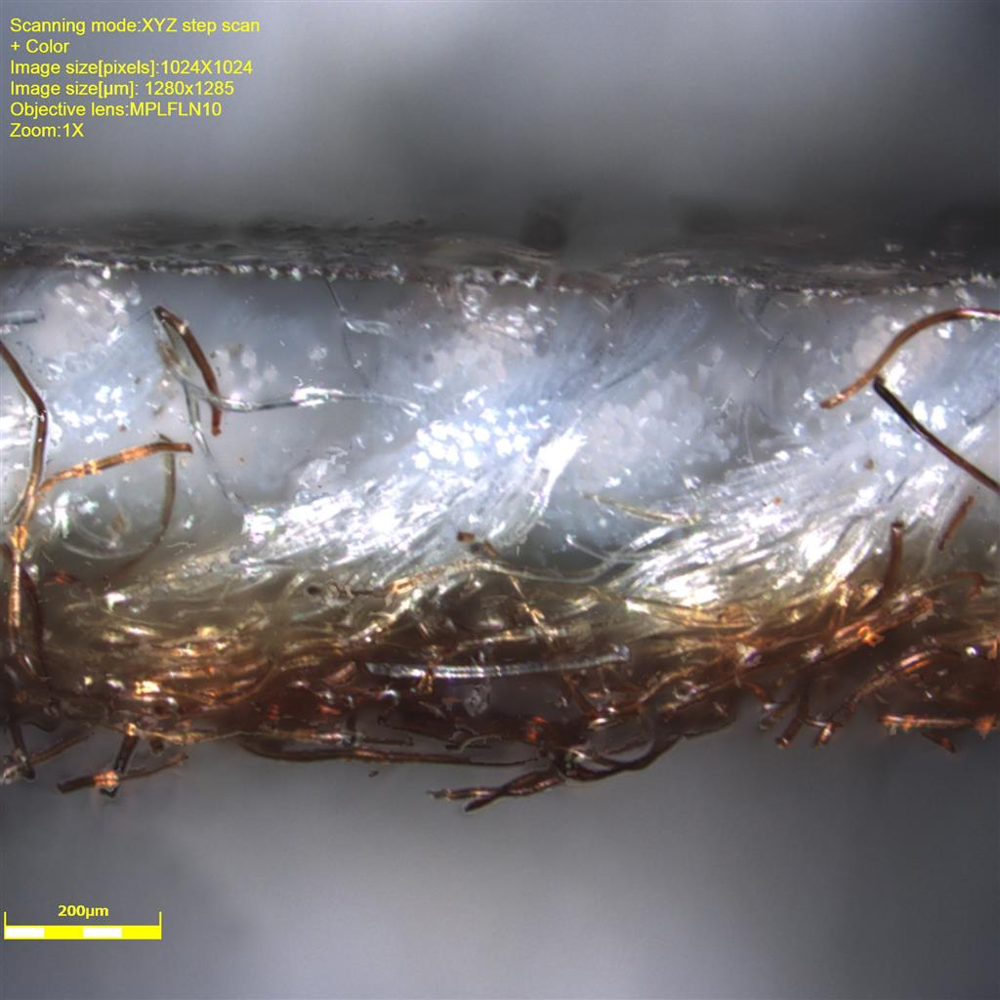 Scanning mode:XYZ step scan
+ Color
Image size[pixels]:1024X1024
Image size[µm]: 1280x1285
Objective lens:MPLFLN10
Zoom:1X
200µm